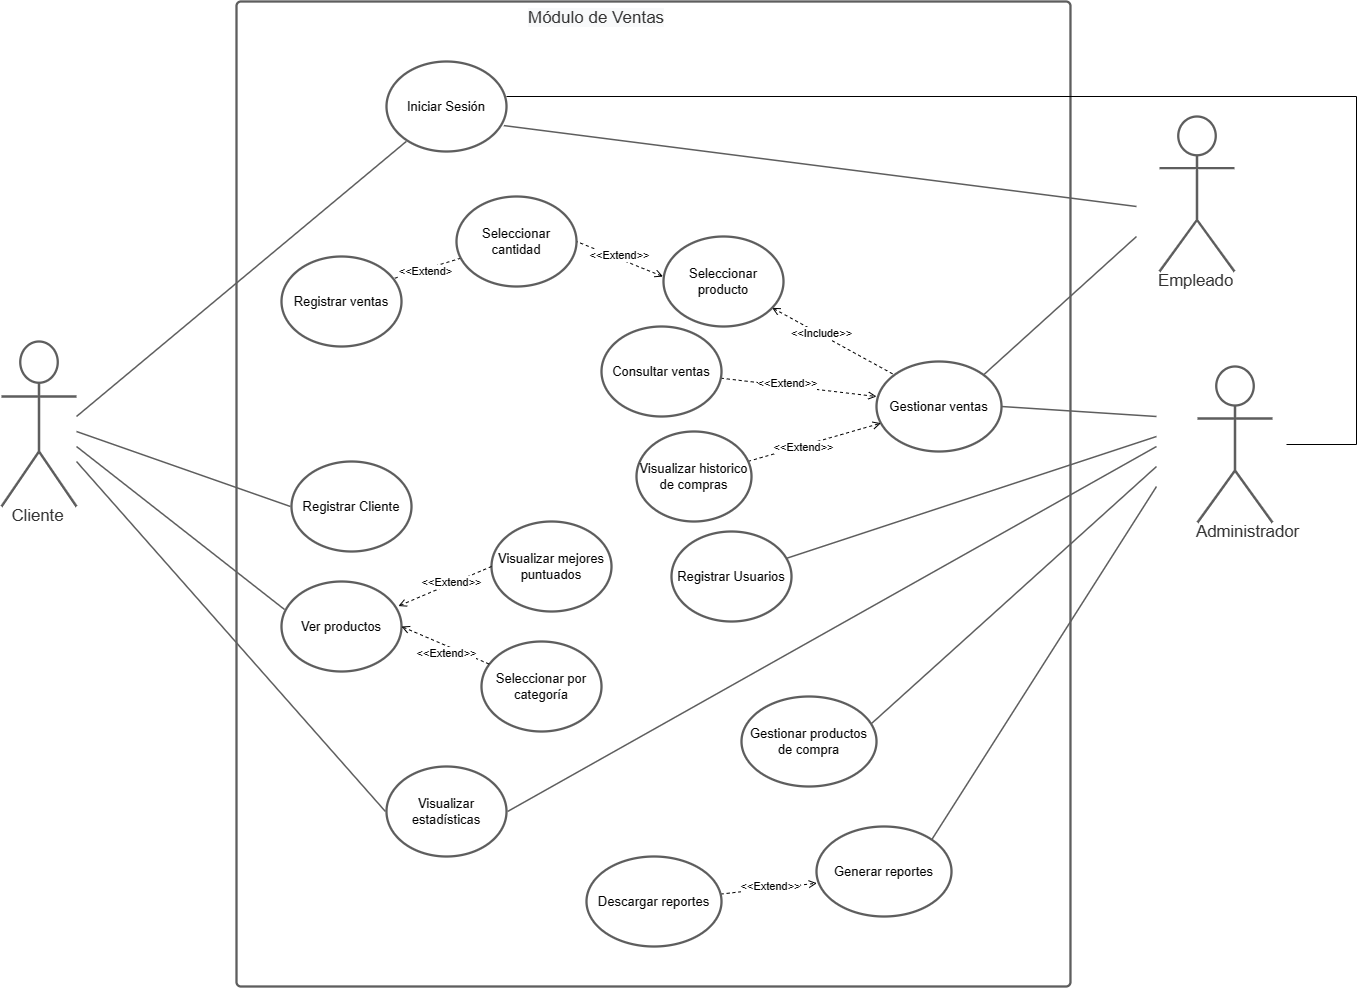 Módulo de Ventas
Iniciar Sesión
Seleccionar
cantidad
<<Extend>>
Seleccionar
producto
<<Extend>
Registrar ventas
Empleado
<<Include>>
Consultar ventas
<<Extend>>
Gestionar ventas
<<Extend>>
Visualizar historico
de compras
Cliente
Registrar Cliente
Administrador
Visualizar mejores
puntuados
<<Extend>>
Registrar Usuarios
Ver productos
<<Extend>>
Seleccionar por
categoría
Gestionar productos
de compra
Visualizar
estadísticas
Generar reportes
<<Extend>>
Descargar reportes